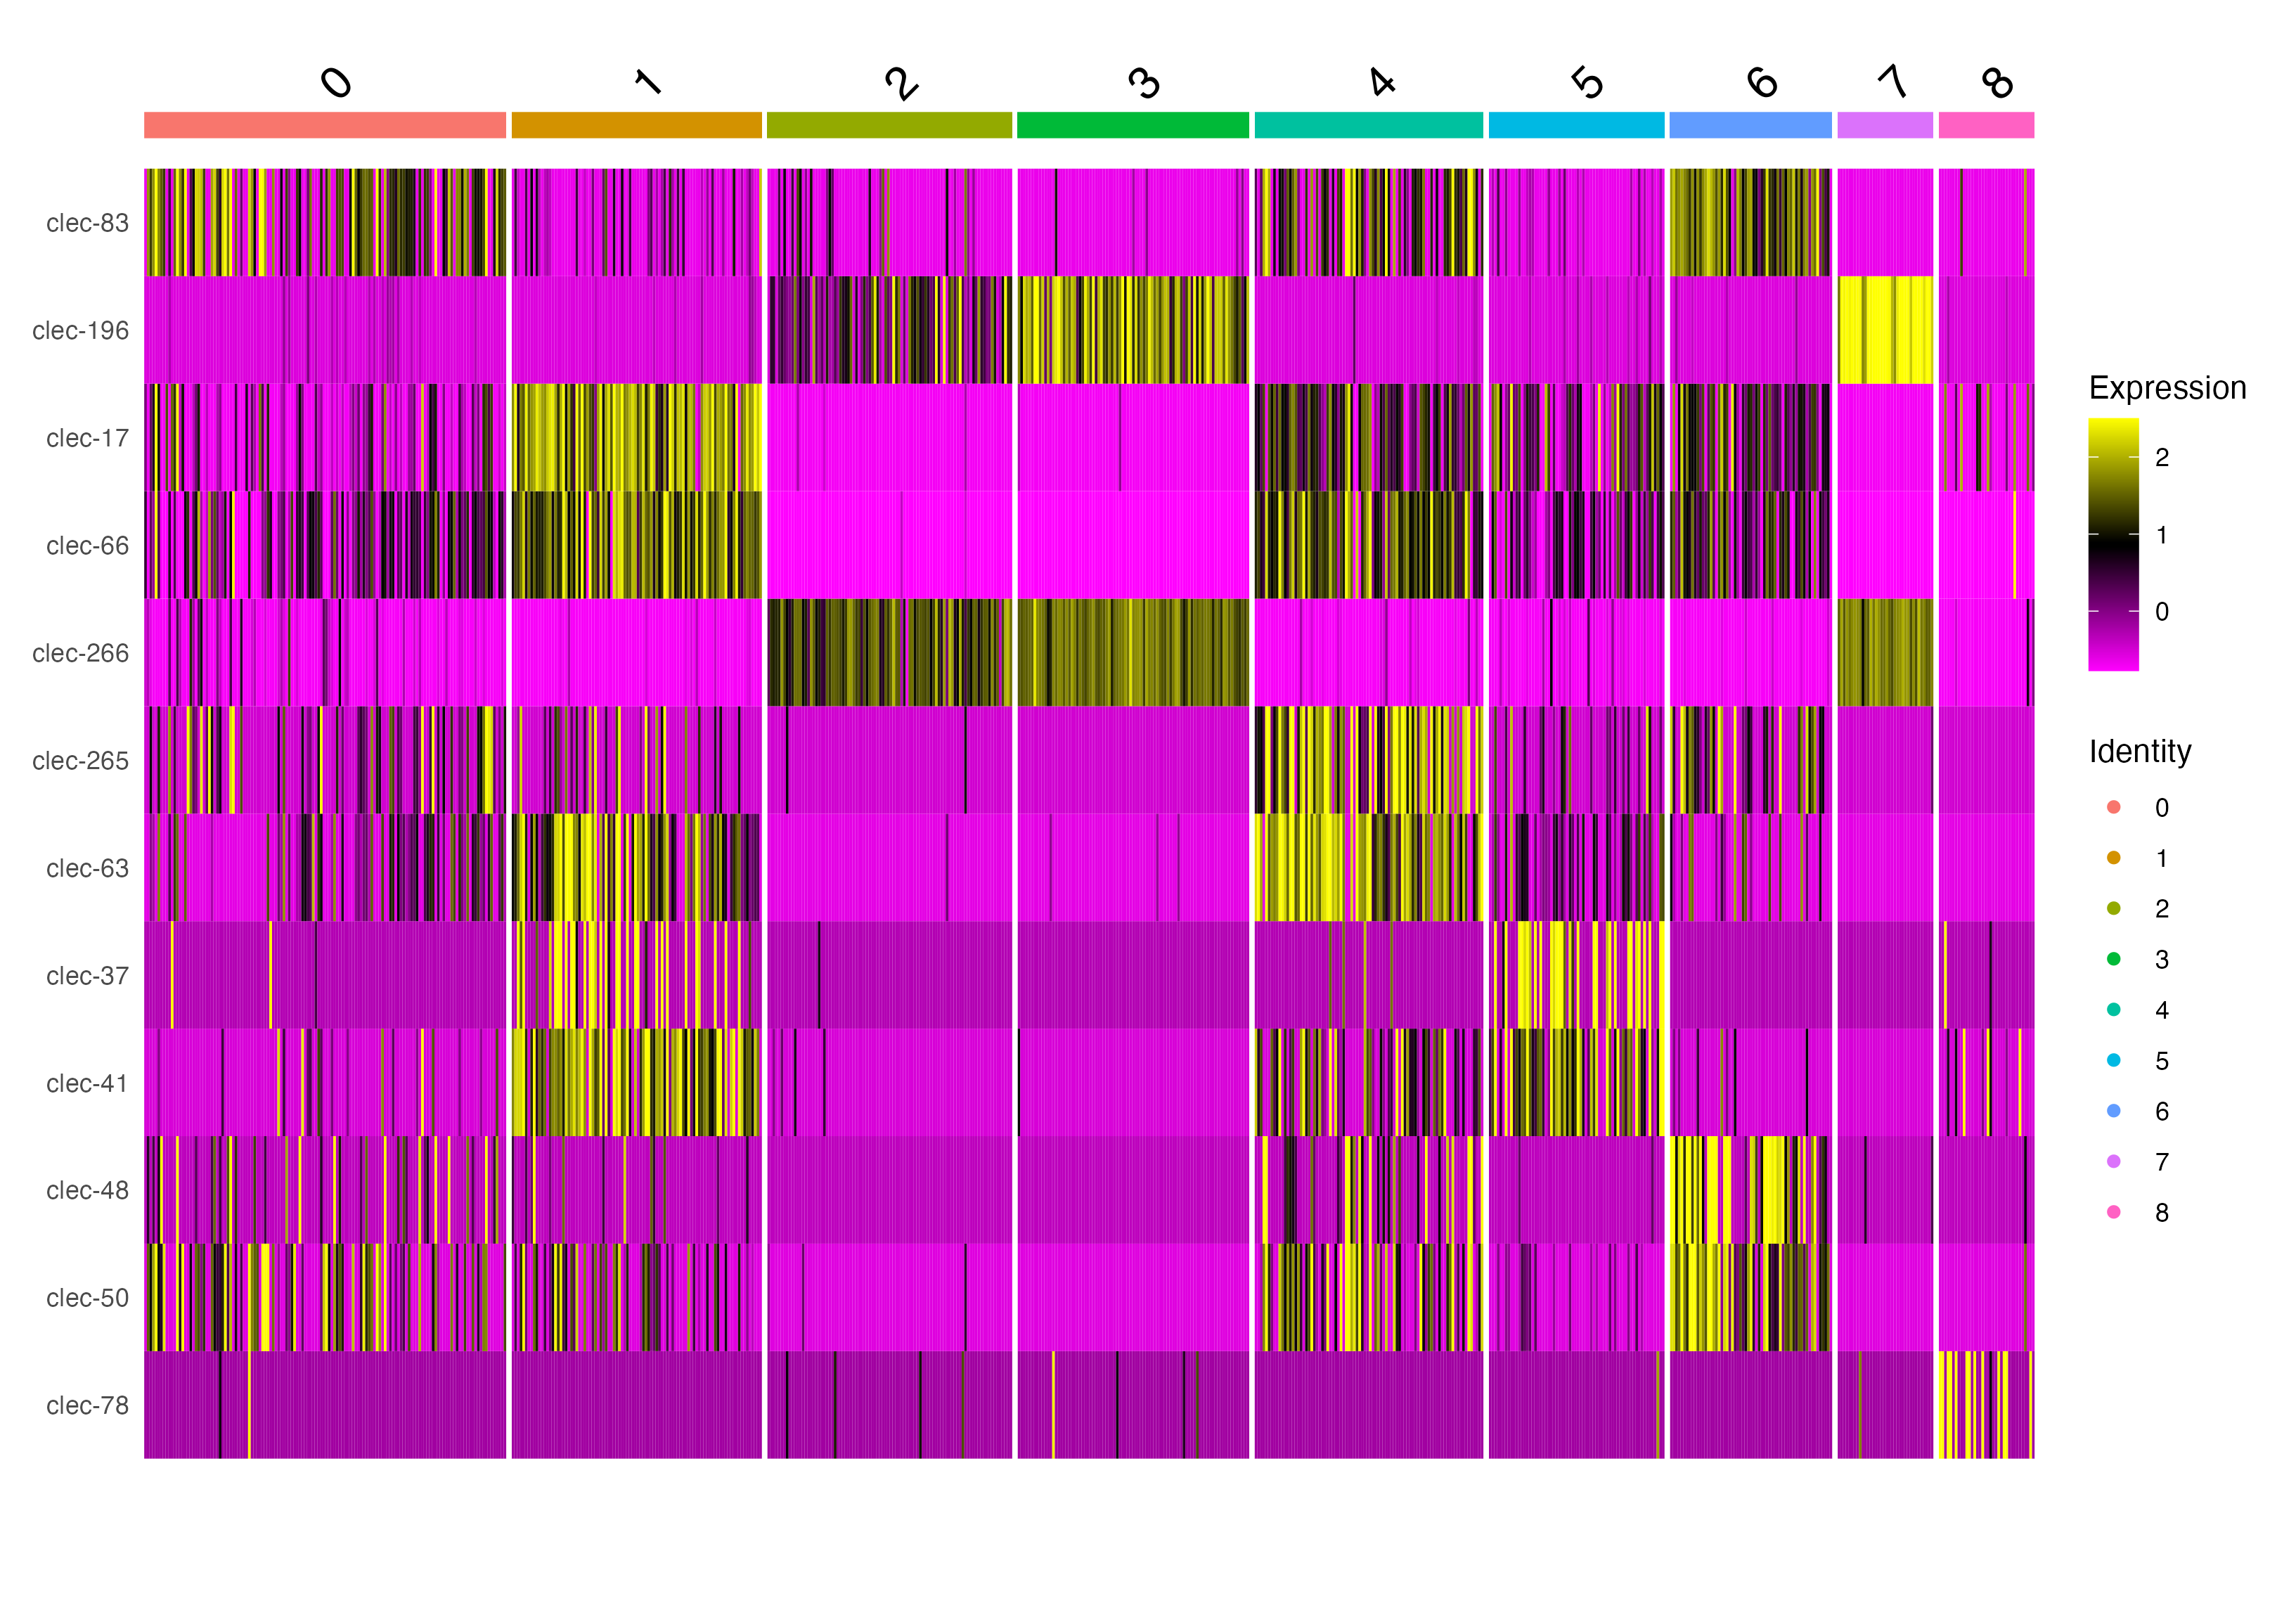 0 1 2 3 4 5 6 7 8
clec-83
clec-196
clec-17
clec-66
clec-266
clec-265
clec-63
clec-37
clec-41
clec-48
clec-50
clec-78
Expression
2
1
0
Identity
0
1
2
3
4
5
6
7
8